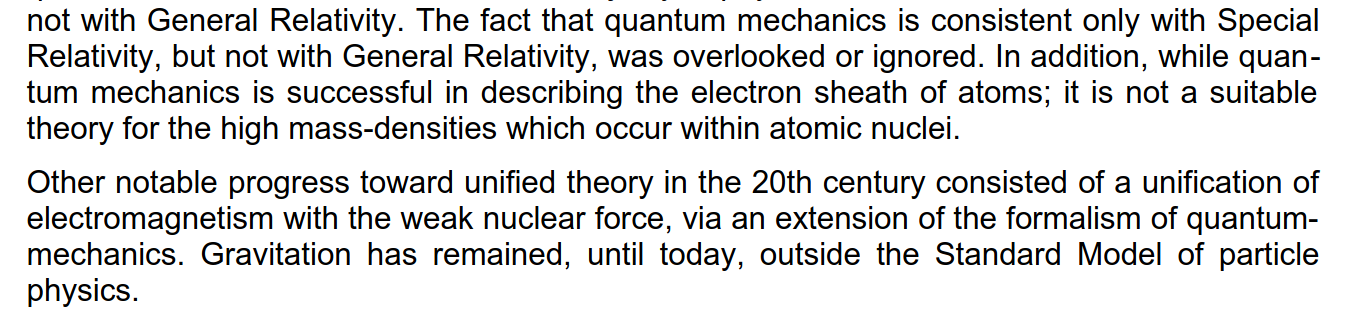 not with General Relativity. The fact that quantum mechanics is consistent only with Special
Relativity, but not with General Relativity, was overlooked or ignored. In addition, while quan-
tum mechanics is successful in describing the electron sheath of atoms; it is not a suitable
theory for the high mass-densities which occur within atomic nuclei.
Other notable progress toward unified theory in the 20th century consisted of a unification of
electromagnetism with the weak nuclear force, via an extension of the formalism of quantum-
mechanics. Gravitation has remained, until today, outside the Standard Model of particle
physics.